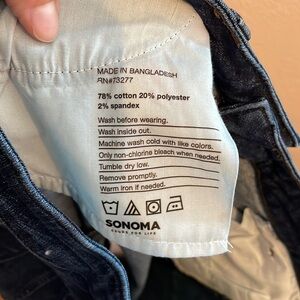 MADE IN BANGLADESH
RN#73277
78% cotton 20% polyester
2% spandex
Wash before wearing.
Wash inside out.
Machine wash cold with like colors.
Only non-chlorine bleach when needed.
Tumble dry low.
Remove promptly.
Warm iron if needed.
SONOMA
GOODS FOR LIFE